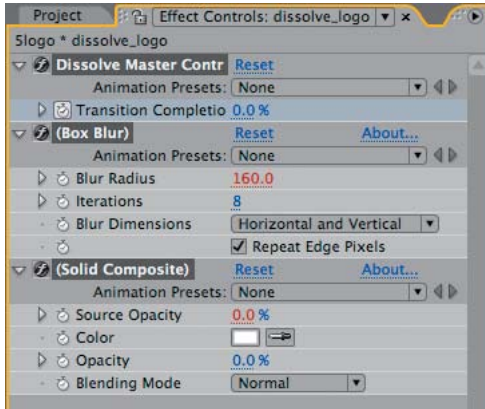 Project Effect Controls: dissolve_logo
5logo * dissolve_logo
Dissolve Master Contr Reset
Animation Presets: None
Transition Completio 0.0 %
(Box Blur) Reset About...
Animation Presets: None
Blur Radius 160.0
Iterations 8
Blur Dimensions Horizontal and Vertical
Repeat Edge Pixels
(Solid Composite) Reset About...
Animation Presets: None
Source Opacity 0.0 %
Color
Opacity 0.0 %
Blending Mode Normal